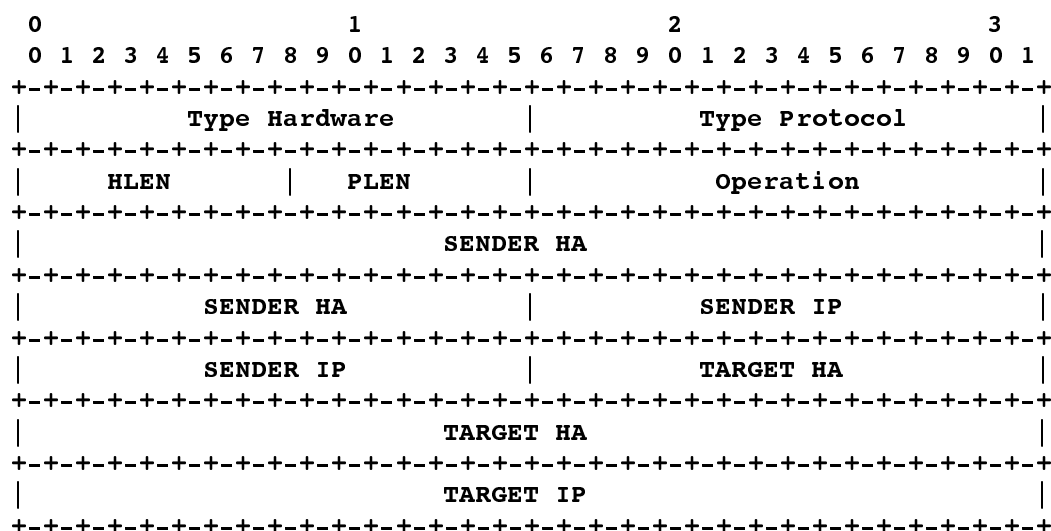 0 1 2 3
0 1 2 3 4 5 6 7 8 9 0 1 2 3 4 5 6 7 8 9 0 1 2 3 4 5 6 7 8 9 0 1
+-+-+-+-+-+-+-+-+-+-+-+-+-+-+-+-+-+-+-+-+-+-+-+-+-+-+-+-+-+-+-+-+
| Type Hardware | Type Protocol |
+-+-+-+-+-+-+-+-+-+-+-+-+-+-+-+-+-+-+-+-+-+-+-+-+-+-+-+-+-+-+-+-+
| HLEN | PLEN | Operation |
+-+-+-+-+-+-+-+-+-+-+-+-+-+-+-+-+-+-+-+-+-+-+-+-+-+-+-+-+-+-+-+-+
| SENDER HA |
+-+-+-+-+-+-+-+-+-+-+-+-+-+-+-+-+-+-+-+-+-+-+-+-+-+-+-+-+-+-+-+-+
| SENDER HA | SENDER IP |
+-+-+-+-+-+-+-+-+-+-+-+-+-+-+-+-+-+-+-+-+-+-+-+-+-+-+-+-+-+-+-+-+
| SENDER IP | TARGET HA |
+-+-+-+-+-+-+-+-+-+-+-+-+-+-+-+-+-+-+-+-+-+-+-+-+-+-+-+-+-+-+-+-+
| TARGET HA |
+-+-+-+-+-+-+-+-+-+-+-+-+-+-+-+-+-+-+-+-+-+-+-+-+-+-+-+-+-+-+-+-+
| TARGET IP |
+-+-+-+-+-+-+-+-+-+-+-+-+-+-+-+-+-+-+-+-+-+-+-+-+-+-+-+-+-+-+-+-+